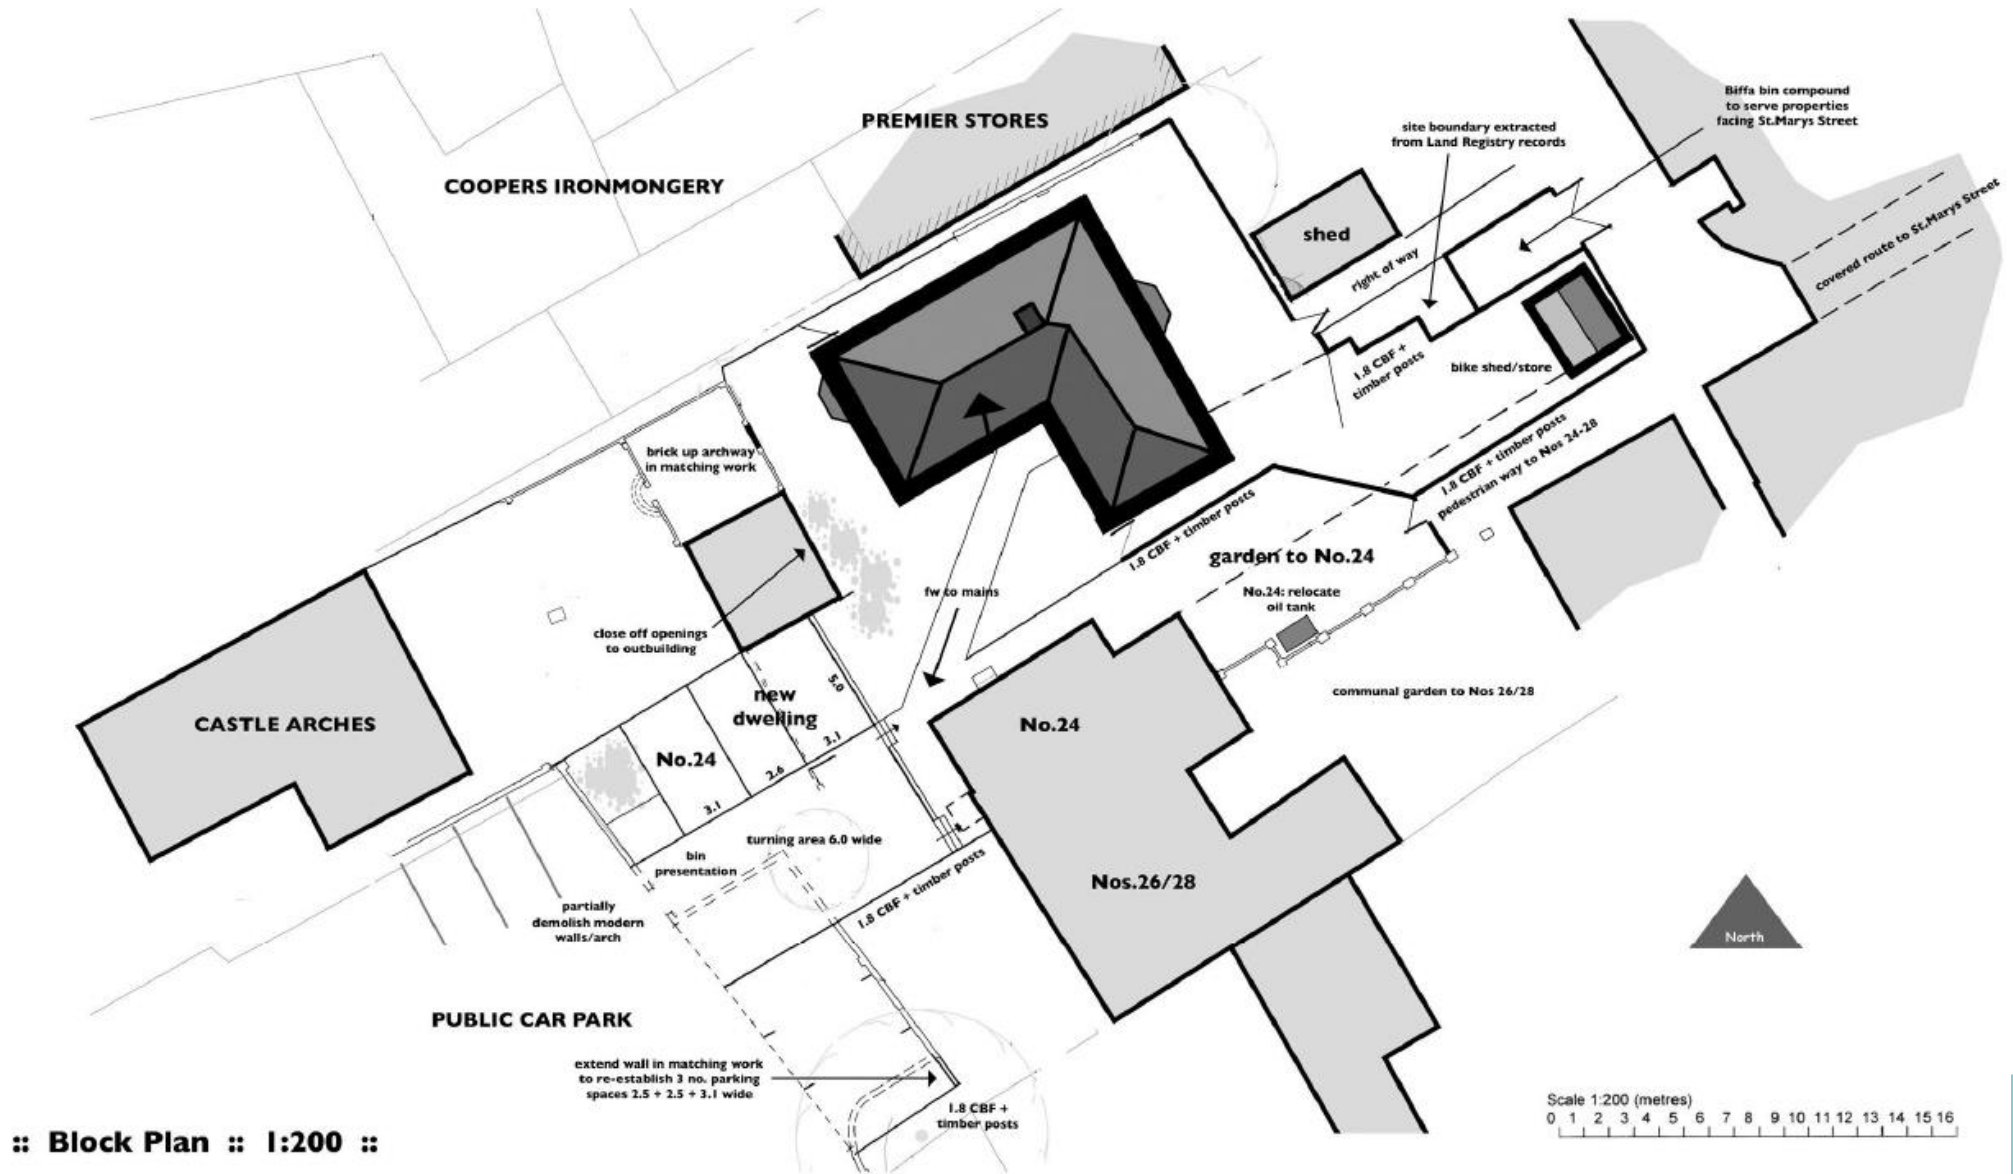 Biffa bin compound
to serve properties
facing St.Marys Street
PREMIER STORES
site boundary extracted
from Land Registry records
COOPERS IRONMONGERY
shed
right of way
covered route to St.Marys Street
1.8 CBF +
timber posts
bike shed/store
brick up archway
in matching work
1.8 CBF + timber posts
pedestrian way to Nos 24-28
1.8 CBF + timber posts
garden to No.24
fw to mains
No.24: relocate
oil tank
close off openings
to outbuilding
5.0
new
dwelling
communal garden to Nos 26/28
CASTLE ARCHES
No.24
No.24
3.1
2.6
3.1
turning area 6.0 wide
bin
presentation
1.8 CBF + timber posts
Nos.26/28
partially
demolish modern
walls/arch
North
PUBLIC CAR PARK
extend wall in matching work
to re-establish 3 no. parking
spaces 2.5 + 2.5 + 3.1 wide
1.8 CBF +
timber posts
Scale 1:200 (metres)
0 1 2 3 4 5 6 7 8 9 10 11 12 13 14 15 16
:: Block Plan :: 1:200 ::